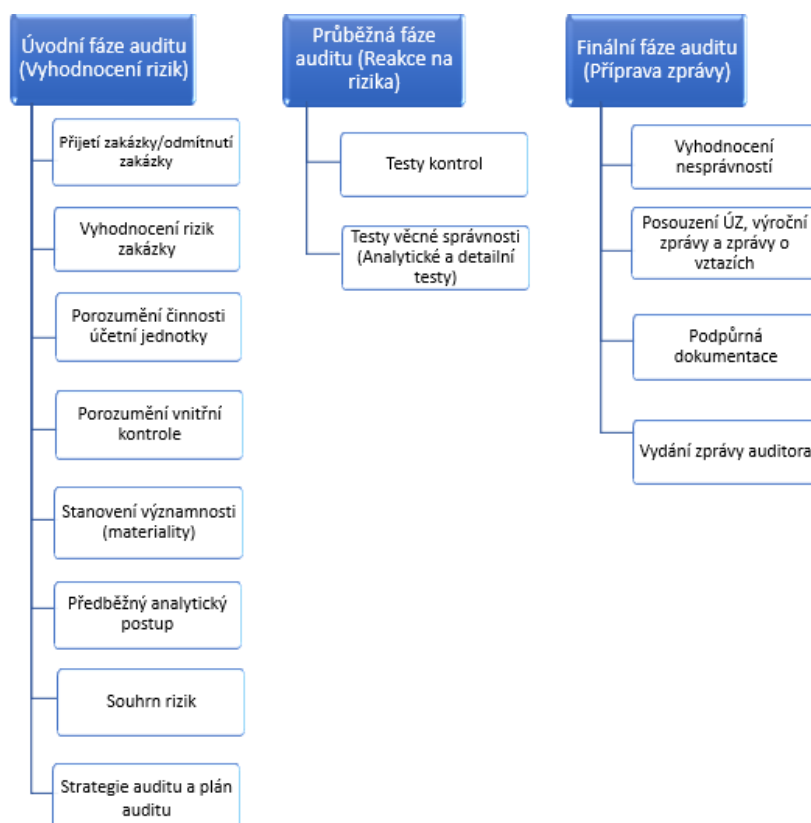 Úvodní fáze auditu
(Vyhodnocení rizik)
Přijetí zakázky/odmítnutí
zakázky
Vyhodnocení rizik
zakázky
Porozumění činnosti
účetní jednotky
Porozumění vnitřní
kontrole
Stanovení významnosti
(materiality)
Předběžný analytický
postup
Souhrn rizik
Strategie auditu a plán
auditu
Průběžná fáze
auditu (Reakce na
rizika)
Testy kontrol
Testy věcné správnosti
(Analytické a detailní
testy)
Finální fáze auditu
(Příprava zprávy)
Vyhodnocení
nesprávností
Posouzení ÚZ, výroční
zprávy a zprávy o
vztazích
Podpůrná
dokumentace
Vydání zprávy auditora